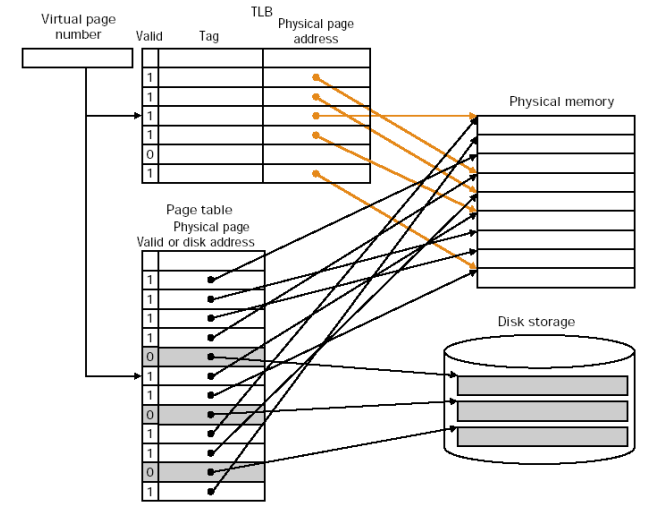 TLB
Virtual page
number
Valid
Tag
Physical page
address
1
1
1
1
0
1
Physical memory
Page table
Physical page
Valid or disk address
1
1
1
1
0
1
1
0
1
1
0
1
Disk storage